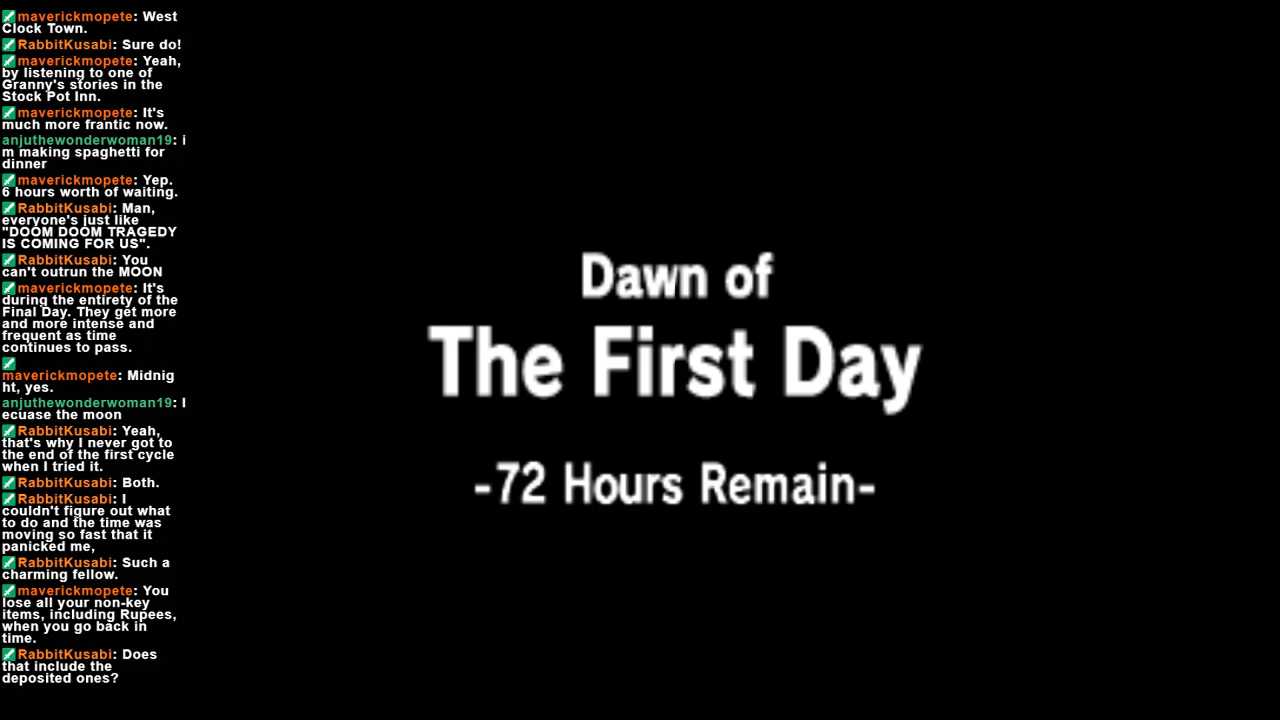 maverickmopete: West
Clock Town.
RabbitKusabi: Sure do!
maverickmopete: Yeah,
by listening to one of
Granny's stories in the
Stock Pot Inn.
maverickmopete: It's
much more frantic now.
anjuthewonderwoman19: i
m making spaghetti for
dinner
maverickmopete: Yep.
6 hours worth of waiting.
RabbitKusabi: Man,
everyone's just like
"DOOM DOOM TRAGEDY
IS COMING FOR US".
RabbitKusabi: You
can't outrun the MOON
maverickmopete: It's
during the entirety of the
Final Day. They get more
and more intense and
frequent as time
continues to pass.
maverickmopete: Midnig
ht, yes.
anjuthewonderwoman19: l
ecuase the moon
RabbitKusabi: Yeah,
that's why I never got to
the end of the first cycle
when I tried it.
RabbitKusabi: Both.
RabbitKusabi: I
couldn't figure out what
to do and the time was
moving so fast that it
panicked me,
RabbitKusabi: Such a
charming fellow.
maverickmopete: You
lose all your non-key
items, including Rupees,
when you go back in
time.
RabbitKusabi: Does
that include the
deposited ones?
Dawn of
The First Day
-72 Hours Remain-